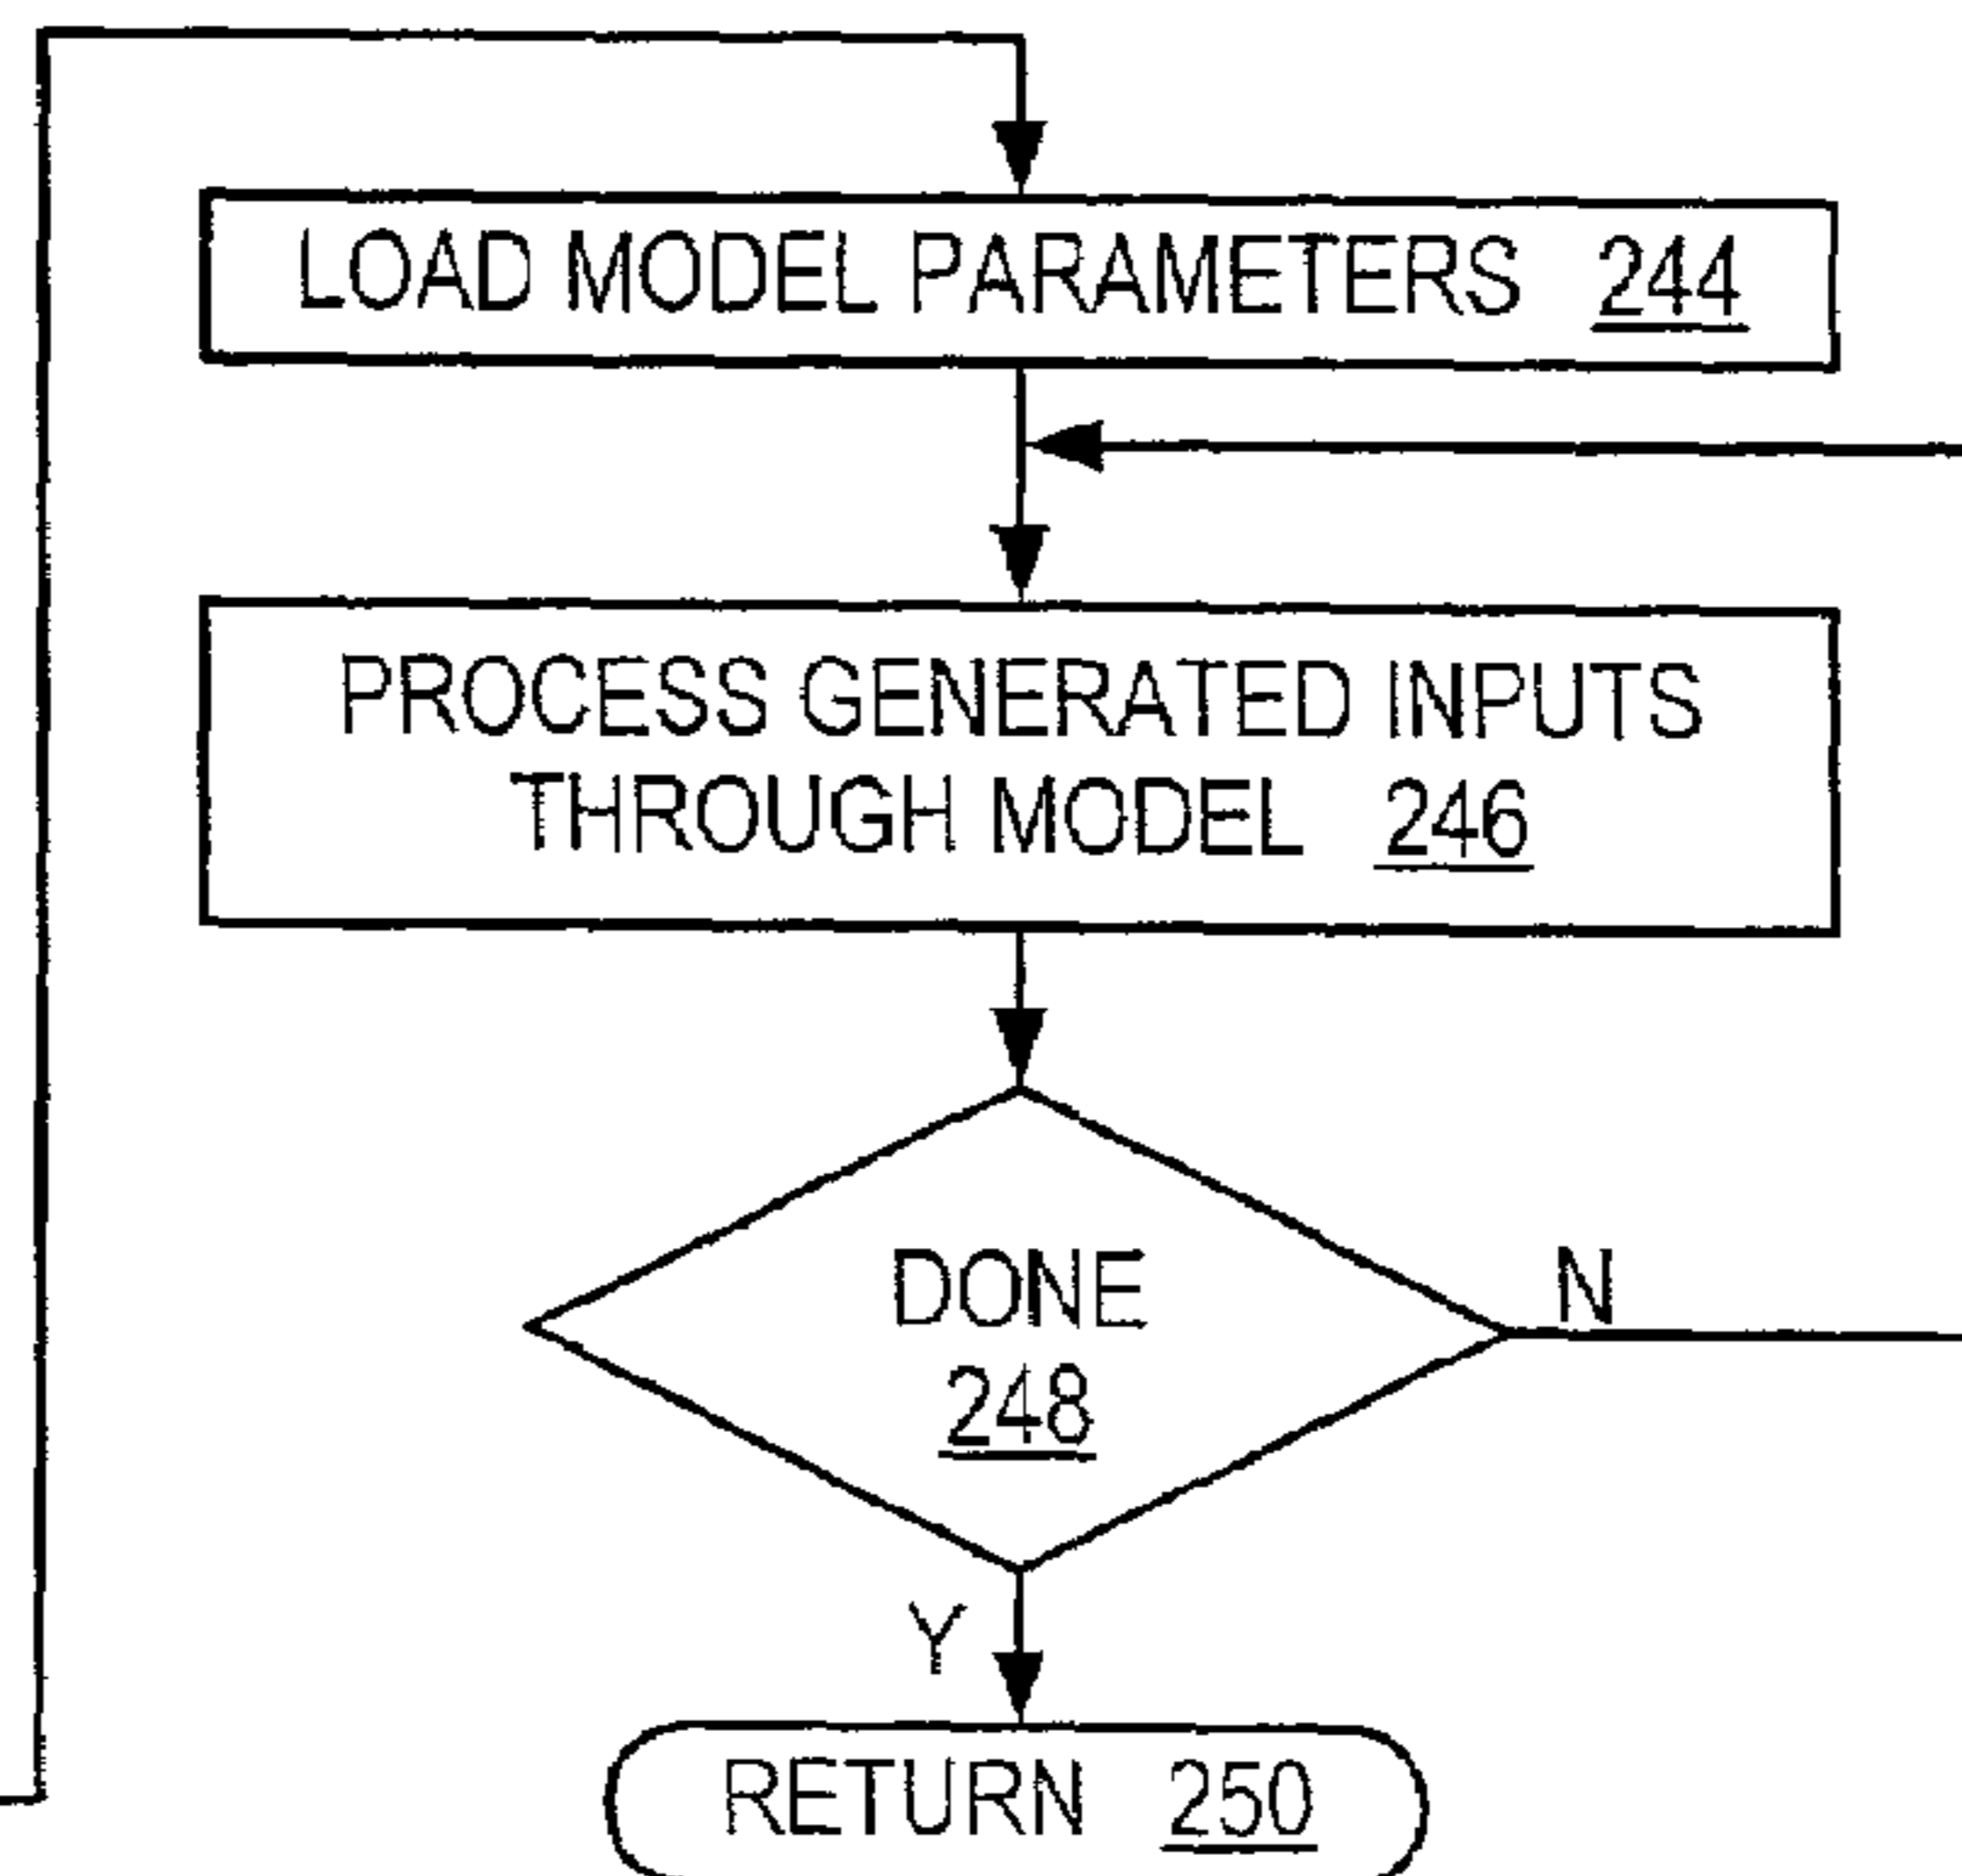 LOAD MODEL PARAMETERS 244
PROCESS GENERATED INPUTS
THROUGH MODEL 246
DONE
248
N
Y
RETURN 250